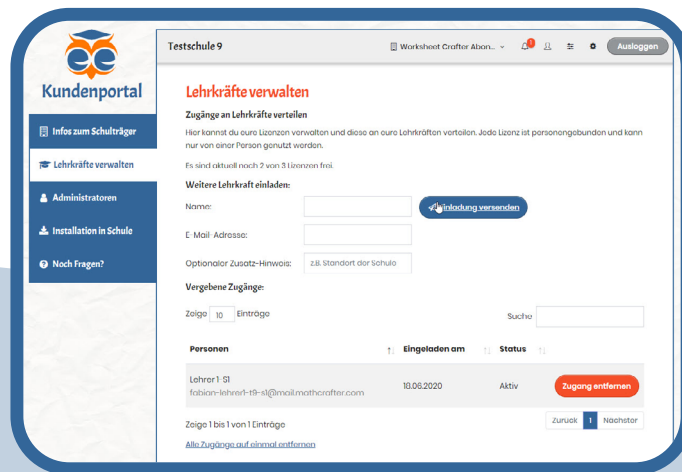 Testschule 9
Worksheet Crafter Abon...
1
Ausloggen
Kundenportal
Infos zum Schulträger
Lehrkräfte verwalten
Administratoren
Installation in Schule
Noch Fragen?
Lehrkräfte verwalten
Zugänge an Lehrkräfte verteilen
Hier kannst du eure Lizenzen verwalten und diese an eure Lehrkräften verteilen. Jede Lizenz ist personengebunden und kann
nur von einer Person genutzt werden.
Es sind aktuell noch 2 von 3 Lizenzen frei.
Weitere Lehrkraft einladen:
Name:
Einladung versenden
E-Mail-Adresse:
Optionaler Zusatz-Hinweis:
z.B. Standort der Schule
Vergebene Zugänge:
Zeige 10 Einträge
Suche
Personen Eingeladen am Status
Lehrer 1-S1
fabian-lehrer1-t9-s1@mail.mathcrafter.com
18.06.2020
Aktiv
Zugang entfernen
Zeige 1 bis 1 von 1 Einträge
Zurück 1 Nächster
Alle Zugänge auf einmal entfernen